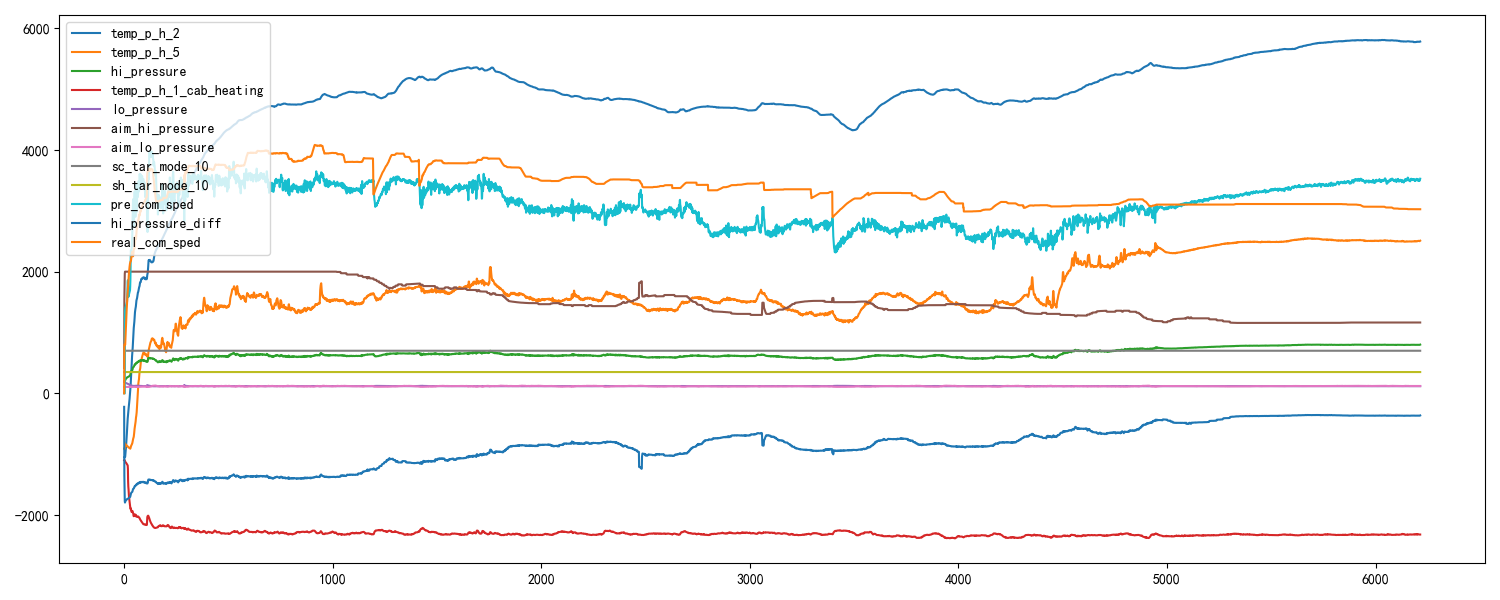 6000
4000
2000
0
−2000
temp_p_h_2
temp_p_h_5
hi_pressure
temp_p_h_1_cab_heating
lo_pressure
aim_hi_pressure
aim_lo_pressure
sc_tar_mode_10
sh_tar_mode_10
pre_com_sped
hi_pressure_diff
real_com_sped
0 1000 2000 3000 4000 5000 6000